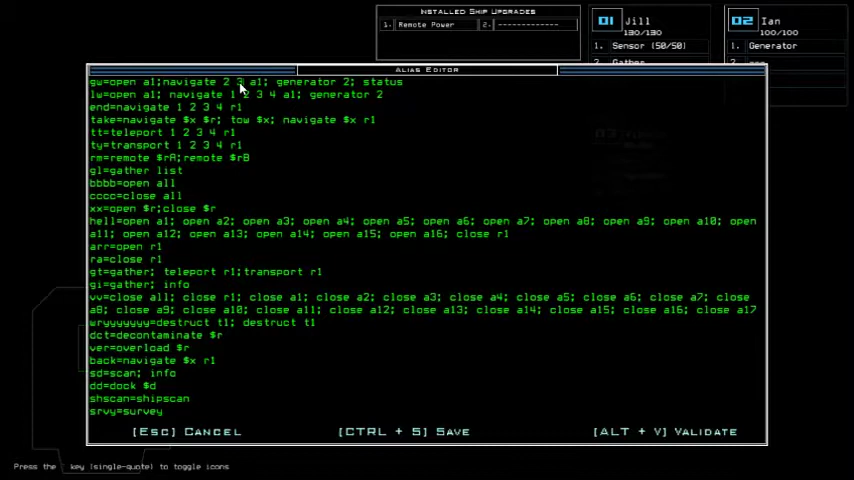 INSTALLED SHIP UPGRADES
1. Remote Power 2. -------------
01 Jill
130/130
1. Sensor (50/50)
2. Gather
02 Ian
100/100
1. Generator
ALIAS EDITOR
gw=open a1;navigate 2 3 a1; generator 2; status
lw=open a1; navigate 1 2 3 4 a1; generator 2
end=navigate 1 2 3 4 r1
take=navigate $x $r; tow $x; navigate $x r1
tt=teleport 1 2 3 4 r1
ty=transport 1 2 3 4 r1
rm=remote $rA;remote $rB
gl=gather list
bbbb=open all
cccc=close all
xx=open $r;close $r
hell=open a1; open a2; open a3; open a4; open a5; open a6; open a7; open a8; open a9; open a10; open
a11; open a12; open a13; open a14; open a15; open a16; close r1
arr=open r1
ra=close r1
gt=gather; teleport r1;transport r1
gi=gather; info
vv=close all; close r1; close a1; close a2; close a3; close a4; close a5; close a6; close a7; close
a8; close a9; close a10; close a11; close a12; close a13; close a14; close a15; close a16; close a17
wryyyyyy=destruct t1; destruct t1
dct=decontaminate $r
ver=overload $r
back=navigate $x r1
sd=scan; info
dd=dock $d
shscan=shipscan
srvy=survey
[ESC] CANCEL [CTRL + S] SAVE [ALT + V] VALIDATE
Press the ' key (single-quote) to toggle icons